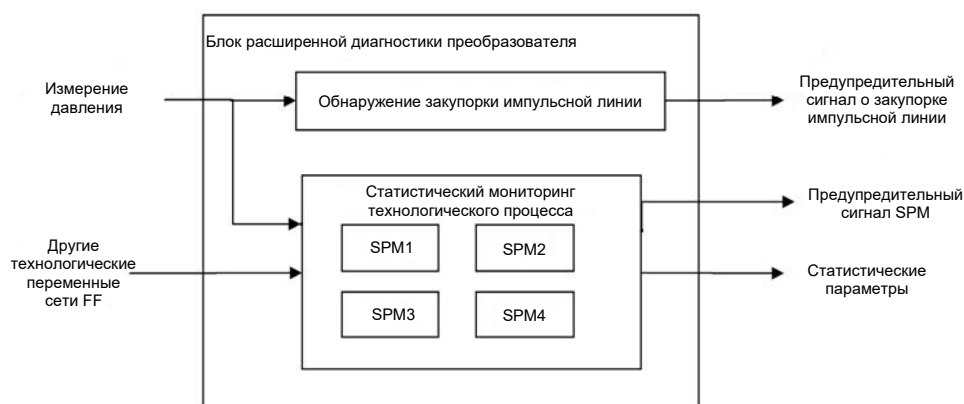 Блок расширенной диагностики преобразователя
Измерение
давления
Обнаружение закупорки импульсной линии
Предупредительный
сигнал о закупорке
импульсной линии
Статистический мониторинг
технологического процесса
Предупредительный
сигнал SPM
SPM1
SPM2
Другие
технологические
переменные
сети FF
Статистические
параметры
SPM3
SPM4